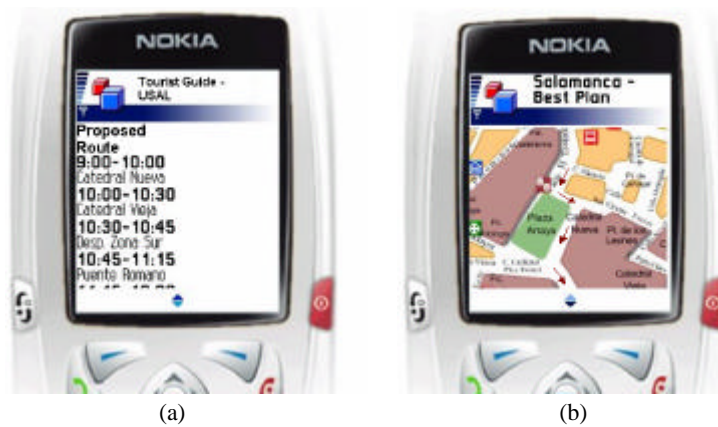 NOKIA
Tourist Guide -
USAL
Proposed
Route
9:00-10:00
Catedral Nueva
10:00-10:30
Catedral Vieja
10:30-10:45
Desp. Zona Sur
10:45-11:15
Puente Romano
(a)
NOKIA
Salamanca -
Best Plan
Plaza
Anaya
Catedral
Nueva
Pl. de los
Leones
Catedral
Vieja
(b)